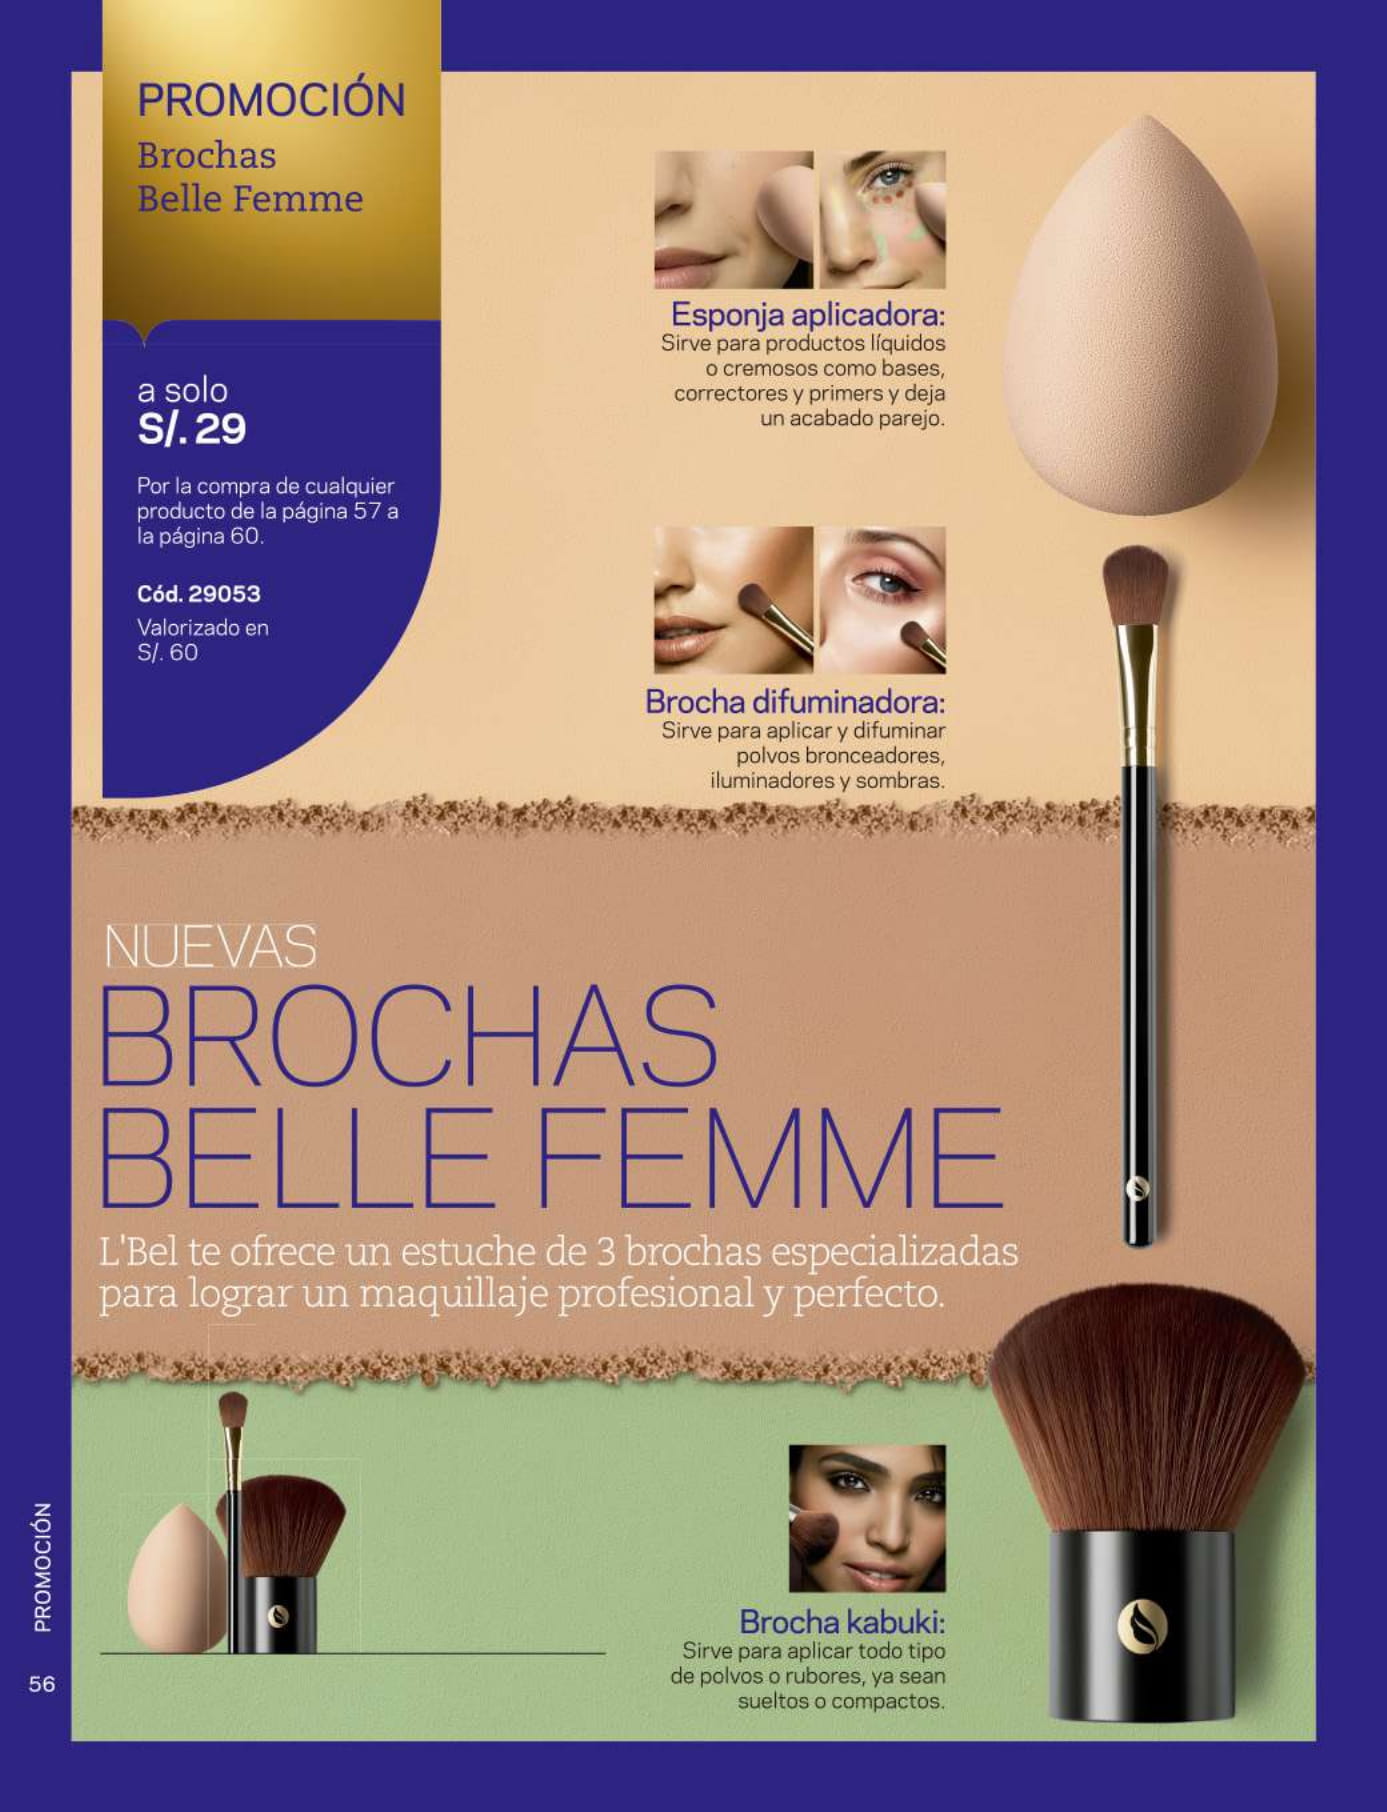 PROMOCIÓN
Brochas
Belle Femme
a solo
S/. 29
Por la compra de cualquier
producto de la página 57 a
la página 60.
Cód. 29053
Valorizado en
S/. 60
Esponja aplicadora:
Sirve para productos líquidos
o cremosos como bases,
correctores y primers y deja
un acabado parejo.
Brocha difuminadora:
Sirve para aplicar y difuminar
polvos bronceadores,
iluminadores y sombras.
NUEVAS
BROCHAS
BELLE FEMME
L'Bel te ofrece un estuche de 3 brochas especializadas
para lograr un maquillaje profesional y perfecto.
Brocha kabuki:
Sirve para aplicar todo tipo
de polvos o rubores, ya sean
sueltos o compactos.
PROMOCIÓN
56